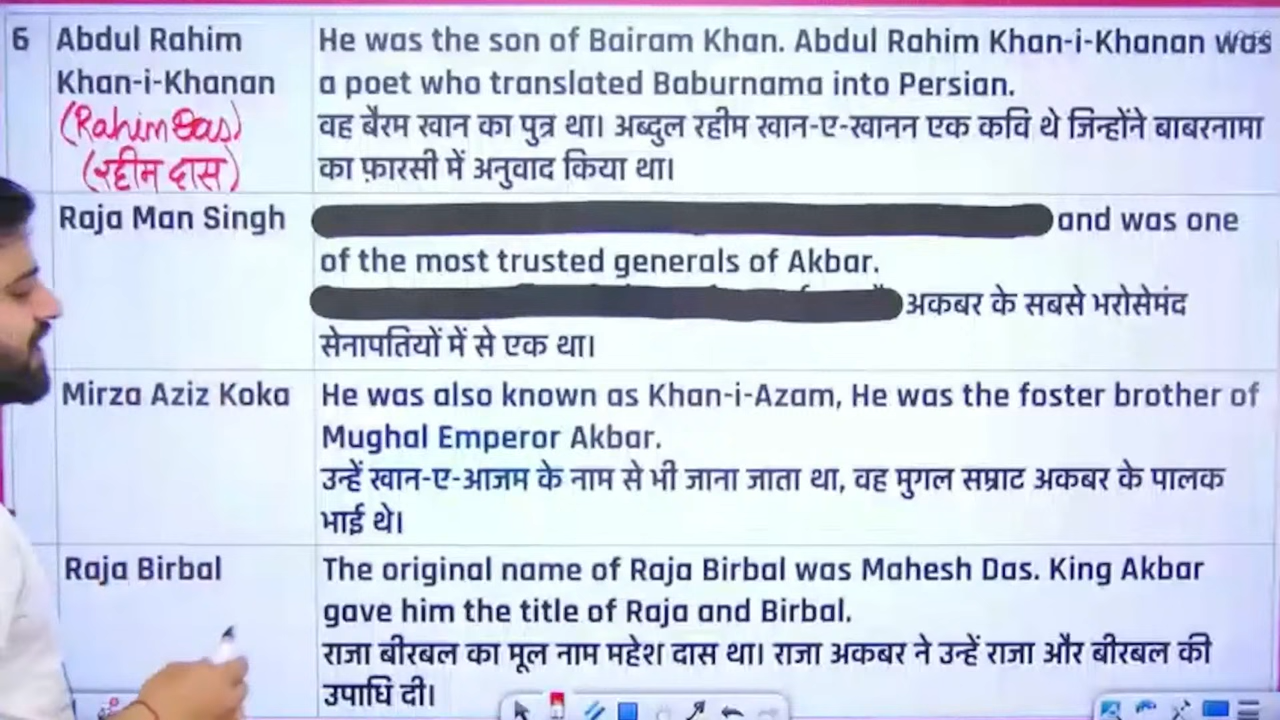 6
Abdul Rahim
Khan-i-Khanan
(Rahim Das)
(रहीम दास)
He was the son of Bairam Khan. Abdul Rahim Khan-i-Khanan was
a poet who translated Baburnama into Persian.
वह बैरम खान का पुत्र था। अब्दुल रहीम खान-ए-खानन एक कवि थे जिन्होंने बाबरनामा
का फ़ारसी में अनुवाद किया था।
Raja Man Singh
and was one
of the most trusted generals of Akbar.
अकबर के सबसे भरोसेमंद
सेनापतियों में से एक था।
Mirza Aziz Koka
He was also known as Khan-i-Azam, He was the foster brother of
Mughal Emperor Akbar.
उन्हें खान-ए-आजम के नाम से भी जाना जाता था, वह मुगल सम्राट अकबर के पालक
भाई थे।
Raja Birbal
The original name of Raja Birbal was Mahesh Das. King Akbar
gave him the title of Raja and Birbal.
राजा बीरबल का मूल नाम महेश दास था। राजा अकबर ने उन्हें राजा और बीरबल की
उपाधि दी।